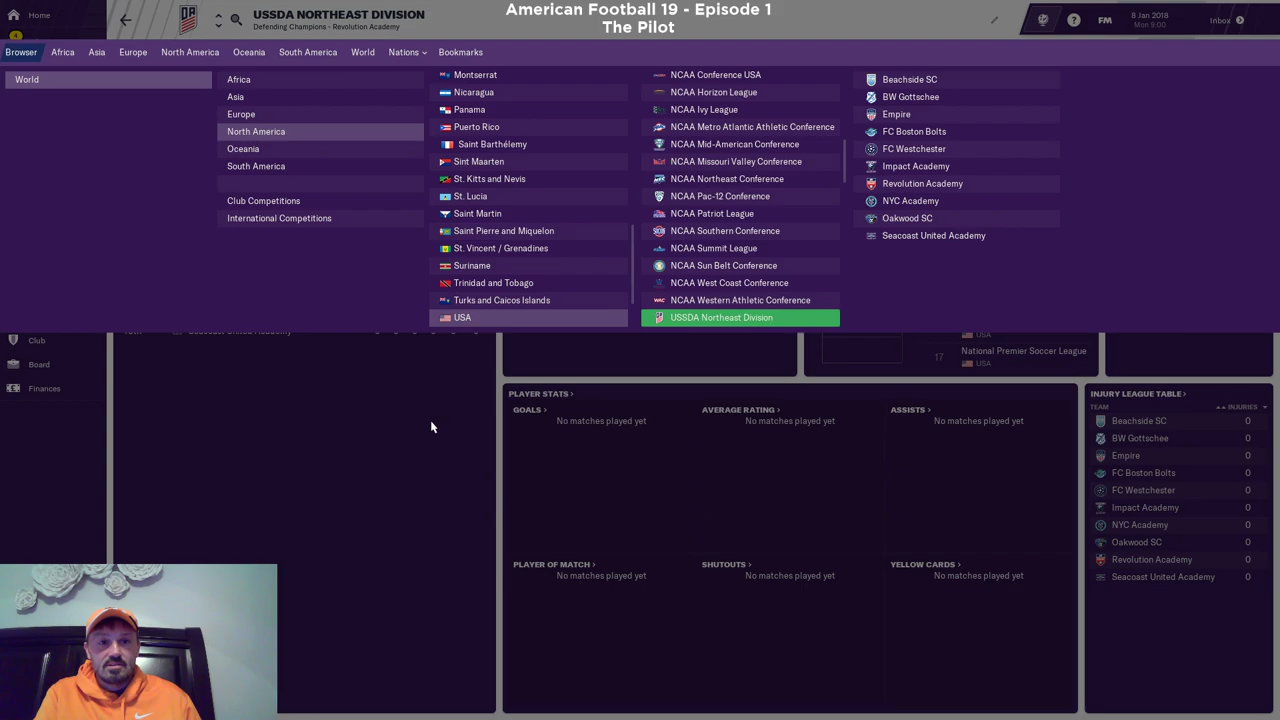 American Football 19 - Episode 1
The Pilot
Home
4
USSDA NORTHEAST DIVISION
Defending Champions - Revolution Academy
FM
8 Jan 2018
Mon 9:00
Inbox
Browser Africa Asia Europe North America Oceania South America World Nations Bookmarks
World
Africa
Asia
Europe
North America
Oceania
South America
Club Competitions
International Competitions
Montserrat
Nicaragua
Panama
Puerto Rico
Saint Barthélemy
Sint Maarten
St. Kitts and Nevis
St. Lucia
Saint Martin
Saint Pierre and Miquelon
St. Vincent / Grenadines
Suriname
Trinidad and Tobago
Turks and Caicos Islands
USA
NCAA Conference USA
NCAA Horizon League
NCAA Ivy League
NCAA Metro Atlantic Athletic Conference
NCAA Mid-American Conference
NCAA Missouri Valley Conference
NCAA Northeast Conference
NCAA Pac-12 Conference
NCAA Patriot League
NCAA Southern Conference
NCAA Summit League
NCAA Sun Belt Conference
NCAA West Coast Conference
NCAA Western Athletic Conference
USSDA Northeast Division
Beachside SC
BW Gottschee
Empire
FC Boston Bolts
FC Westchester
Impact Academy
Revolution Academy
NYC Academy
Oakwood SC
Seacoast United Academy
Club
Board
Finances
USA
17 National Premier Soccer League
USA
PLAYER STATS
GOALS
No matches played yet
AVERAGE RATING
No matches played yet
ASSISTS
No matches played yet
PLAYER OF MATCH
No matches played yet
SHUTOUTS
No matches played yet
YELLOW CARDS
No matches played yet
INJURY LEAGUE TABLE
TEAM INJURIES
Beachside SC 0
BW Gottschee 0
Empire 0
FC Boston Bolts 0
FC Westchester 0
Impact Academy 0
NYC Academy 0
Oakwood SC 0
Revolution Academy 0
Seacoast United Academy 0